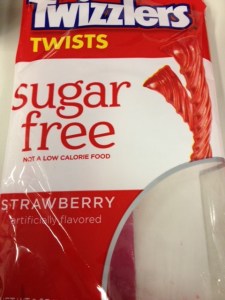 Twizzlers
TWISTS
sugar
free
NOT A LOW CALORIE FOOD
STRAWBERRY
artificially flavored